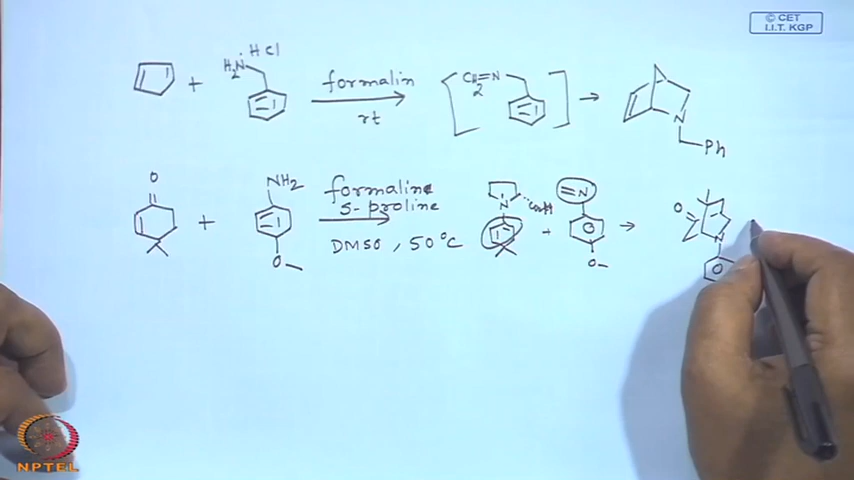 © CET
I.I.T. KGP
H₂N HCl
+ formalin
rt
CH₂=N
N
Ph
O
+ NH₂
O
formaline
s-proline
DMSO, 50°C
N COOH
+ =N
O
O
N
NPTEL